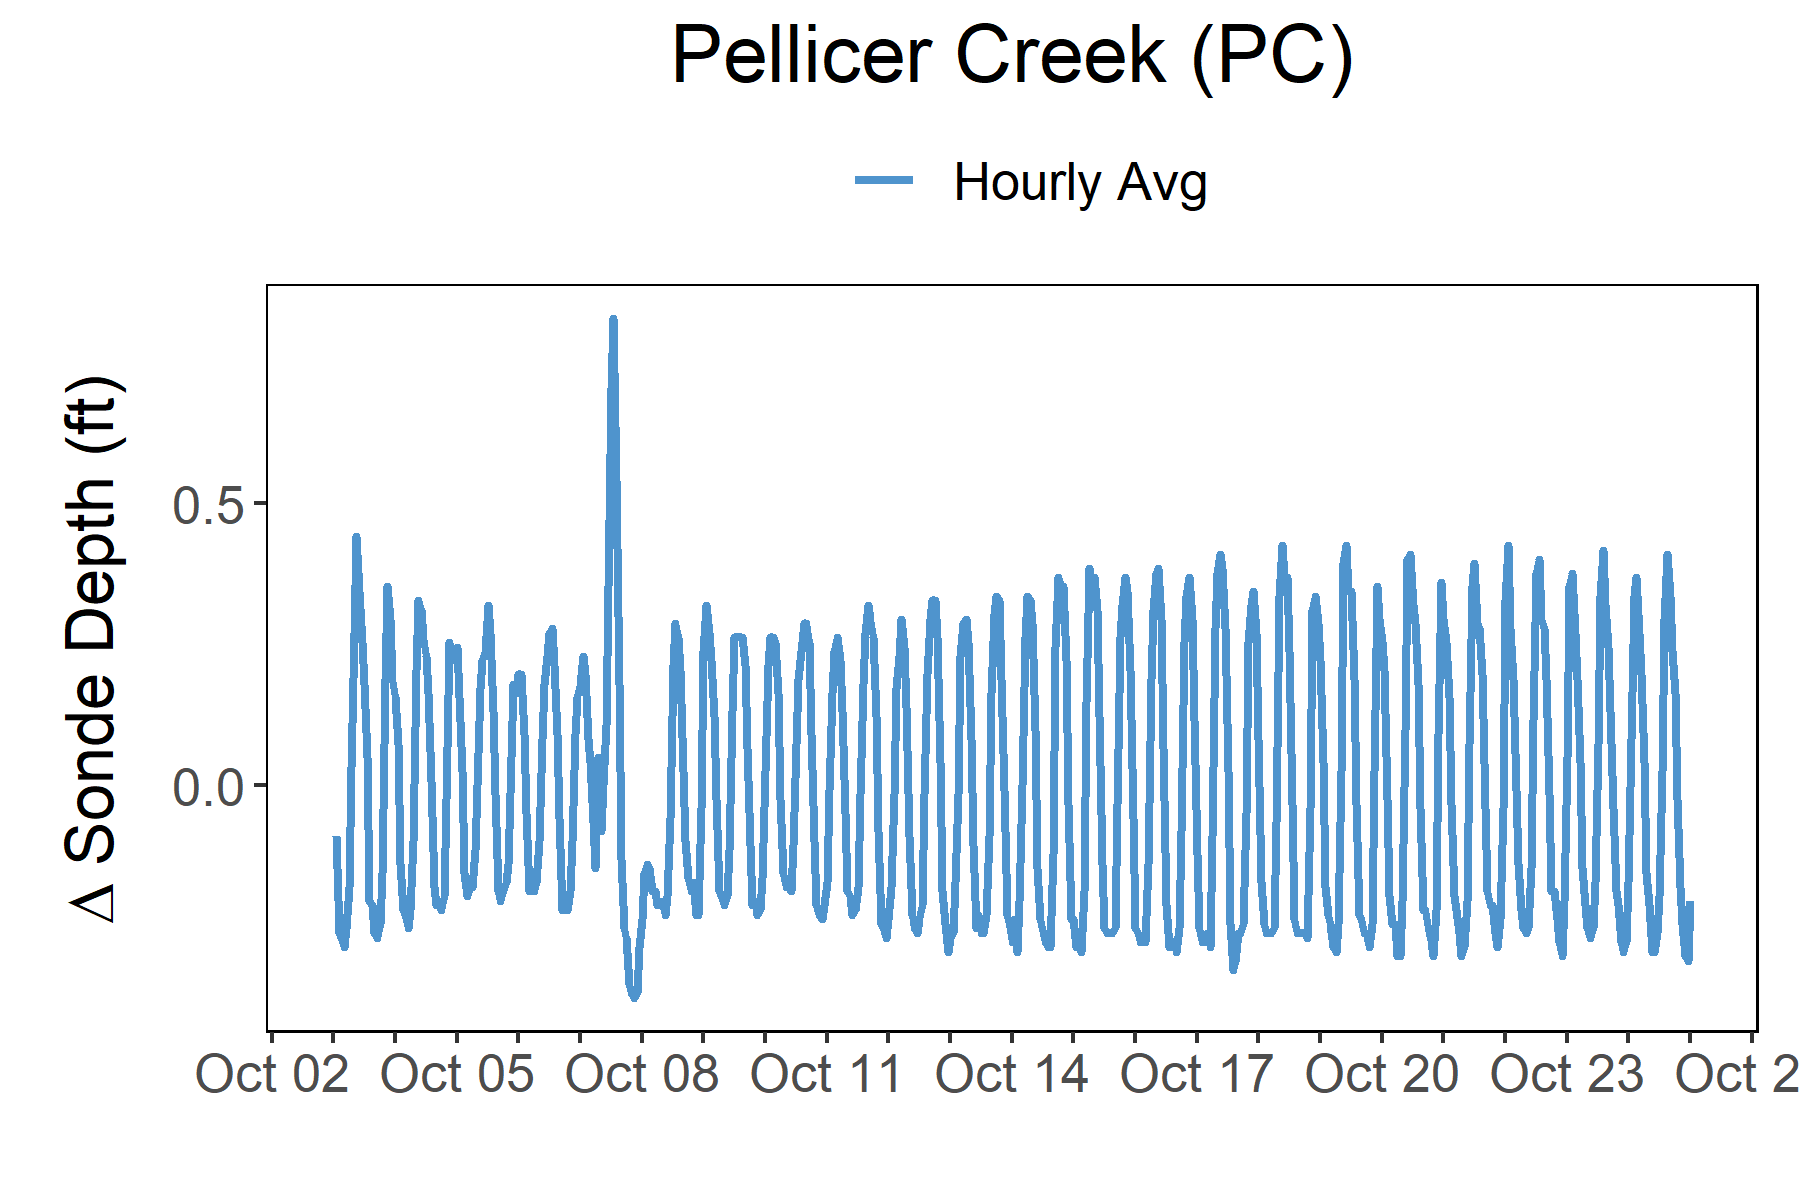 Pellicer Creek (PC)
Hourly Avg
Δ Sonde Depth (ft)
0.5
0.0
Oct 02 Oct 05 Oct 08 Oct 11 Oct 14 Oct 17 Oct 20 Oct 23 Oct 2